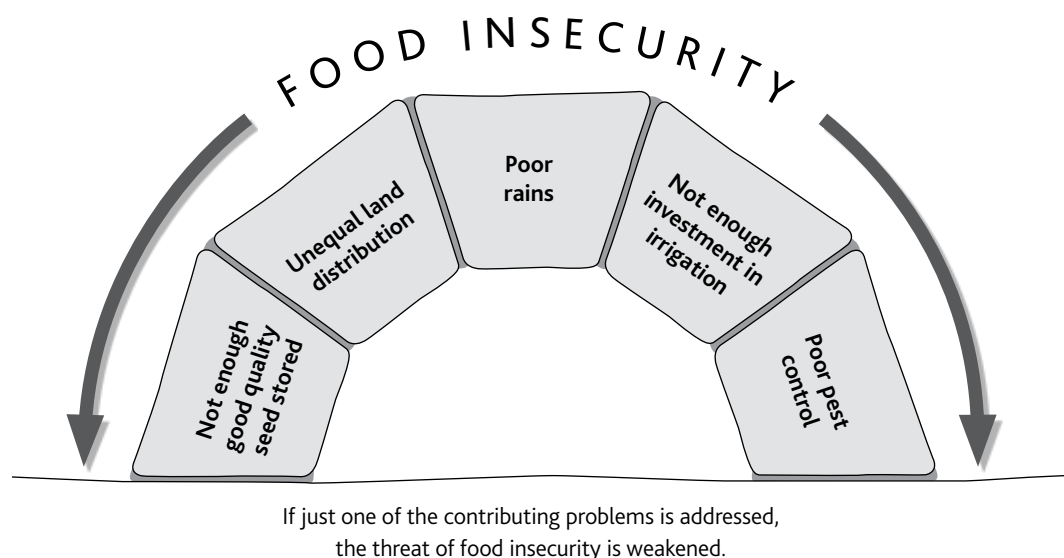 FOOD INSECURITY
Not enough
good quality
seed stored
Unequal land
distribution
Poor
rains
Not enough
investment in
irrigation
Poor pest
control
If just one of the contributing problems is addressed,
the threat of food insecurity is weakened.